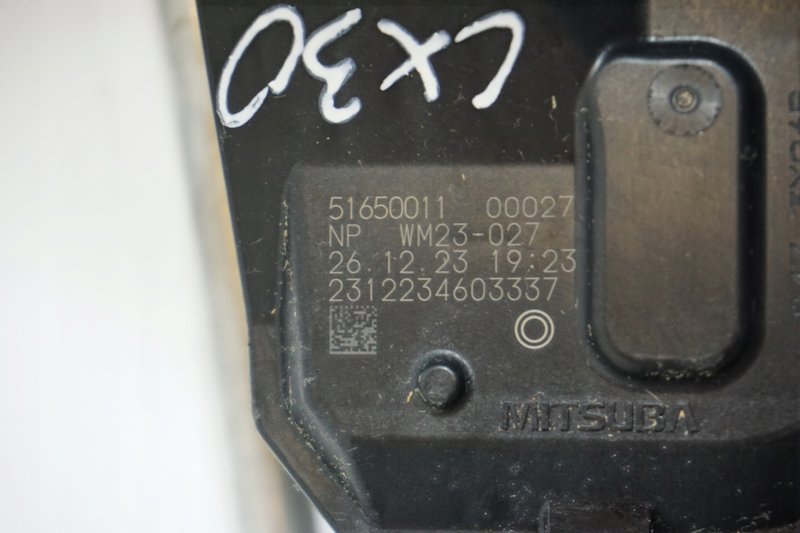 CX30
51650011 00027
NP WM23-027
26.12.23 19:23
2312234603337
MITSUBA